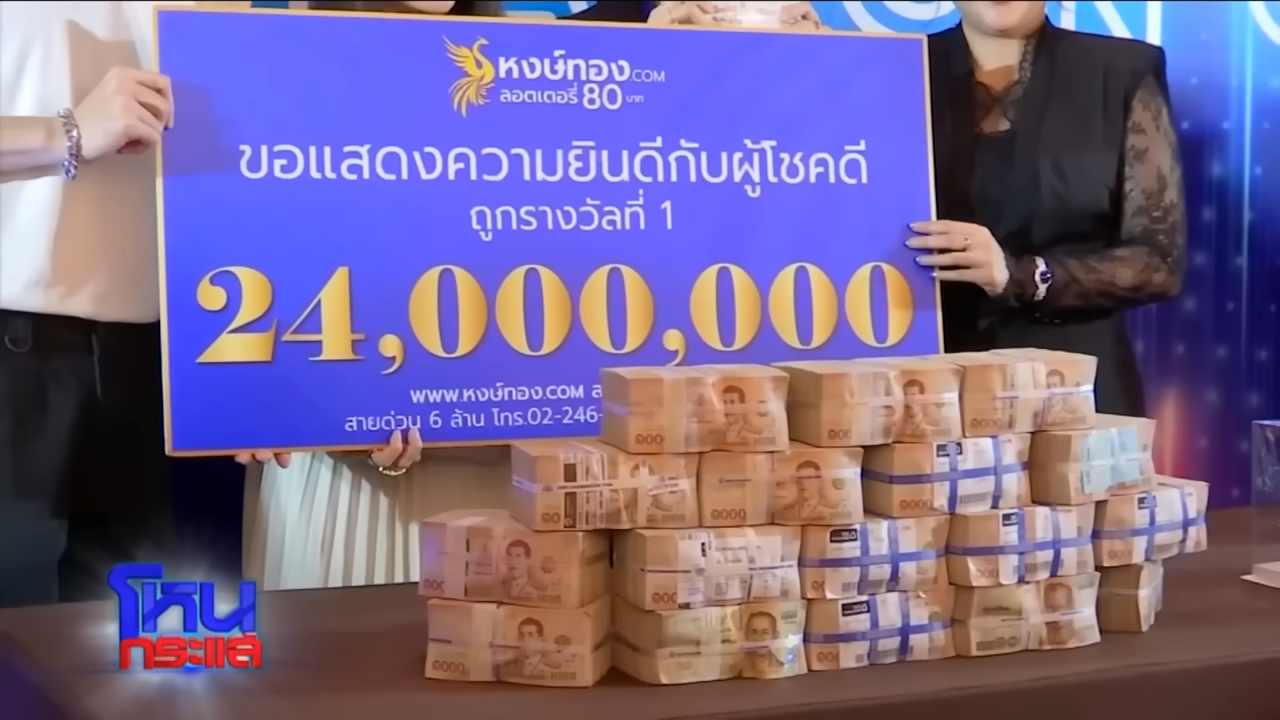 หงษ์ทอง.COM
ลอตเตอรี่ 80 บาท
ขอแสดงความยินดีกับผู้โชคดี
ถูกรางวัลที่ 1
24,000,000
WWW.หงษ์ทอง.COM
สายด่วน 6 ล้าน โทร.02-246-
โหน
กระแส